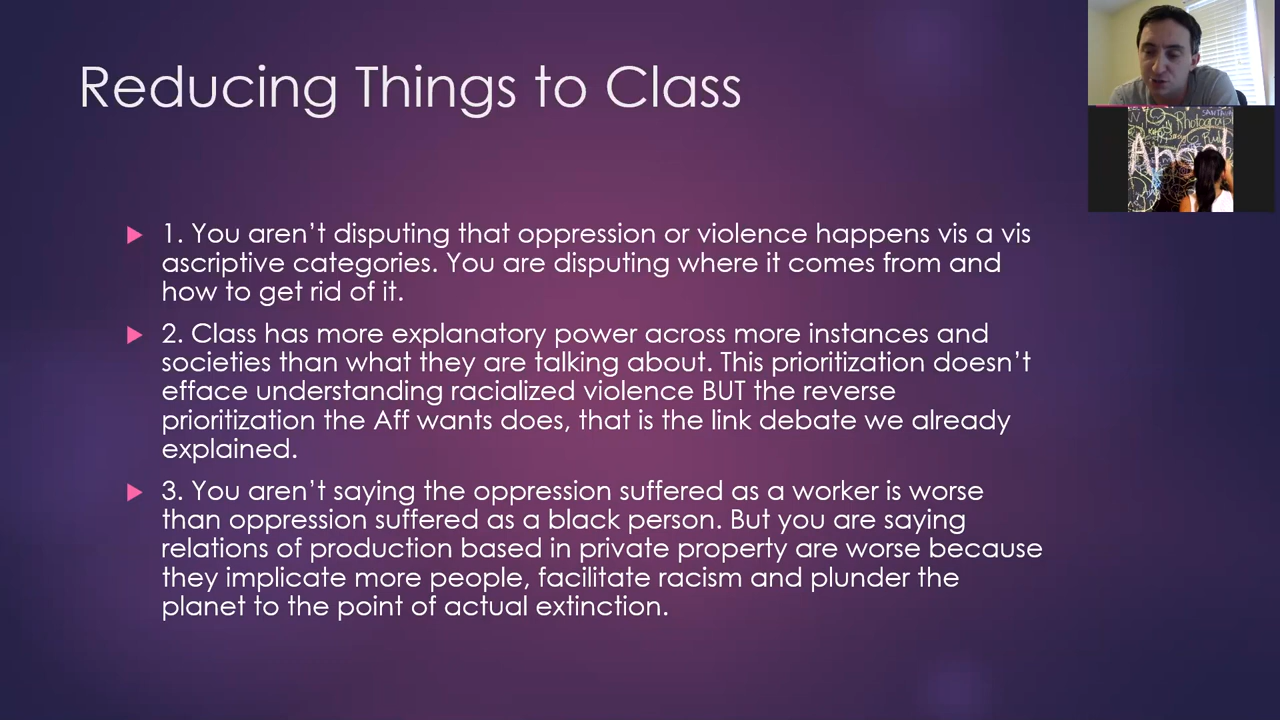 Reducing Things to Class
1. You aren’t disputing that oppression or violence happens vis a vis
ascriptive categories. You are disputing where it comes from and
how to get rid of it.
2. Class has more explanatory power across more instances and
societies than what they are talking about. This prioritization doesn’t
efface understanding racialized violence BUT the reverse
prioritization the Aff wants does, that is the link debate we already
explained.
3. You aren’t saying the oppression suffered as a worker is worse
than oppression suffered as a black person. But you are saying
relations of production based in private property are worse because
they implicate more people, facilitate racism and plunder the
planet to the point of actual extinction.